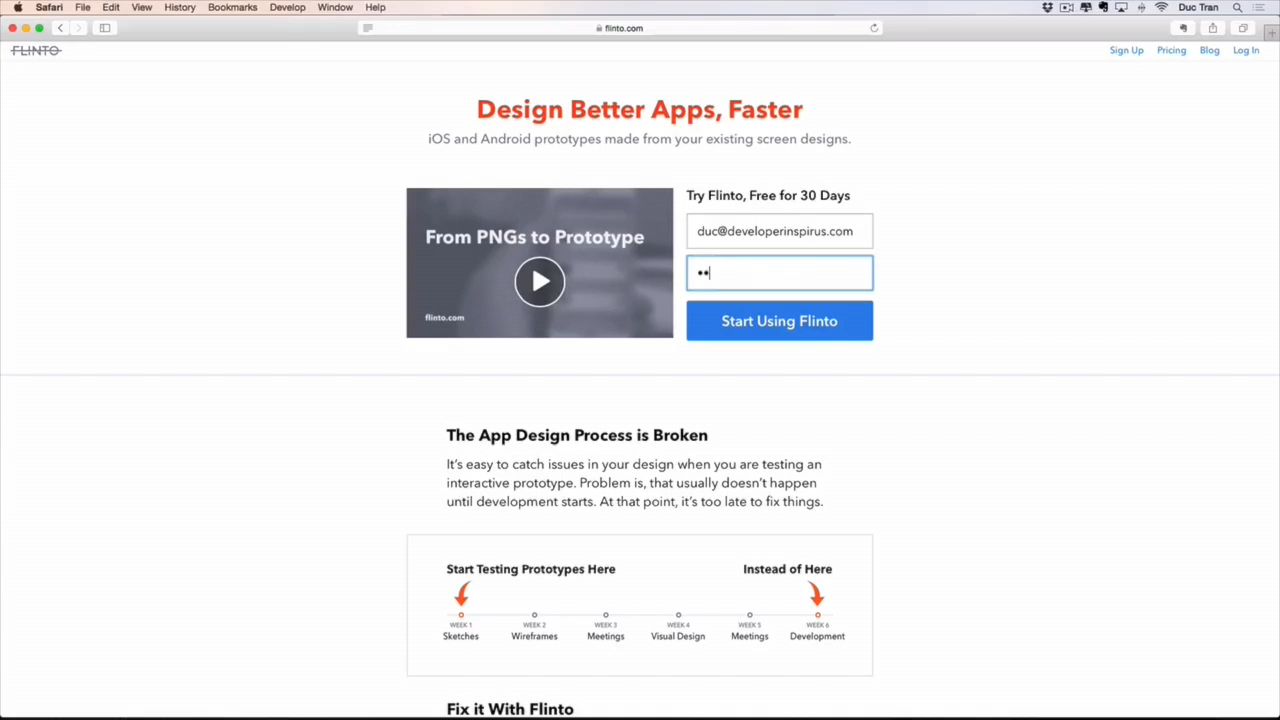 Safari File Edit View History Bookmarks Develop Window Help Duc Tran
flinto.com
FLINTO Sign Up Pricing Blog Log In
Design Better Apps, Faster
iOS and Android prototypes made from your existing screen designs.
From PNGs to Prototype
flinto.com
Try Flinto, Free for 30 Days
duc@developerinspirus.com
••
Start Using Flinto
The App Design Process is Broken
It's easy to catch issues in your design when you are testing an
interactive prototype. Problem is, that usually doesn't happen
until development starts. At that point, it's too late to fix things.
Start Testing Prototypes Here Instead of Here
WEEK 1 WEEK 2 WEEK 3 WEEK 4 WEEK 5 WEEK 6
Sketches Wireframes Meetings Visual Design Meetings Development
Fix it With Flinto